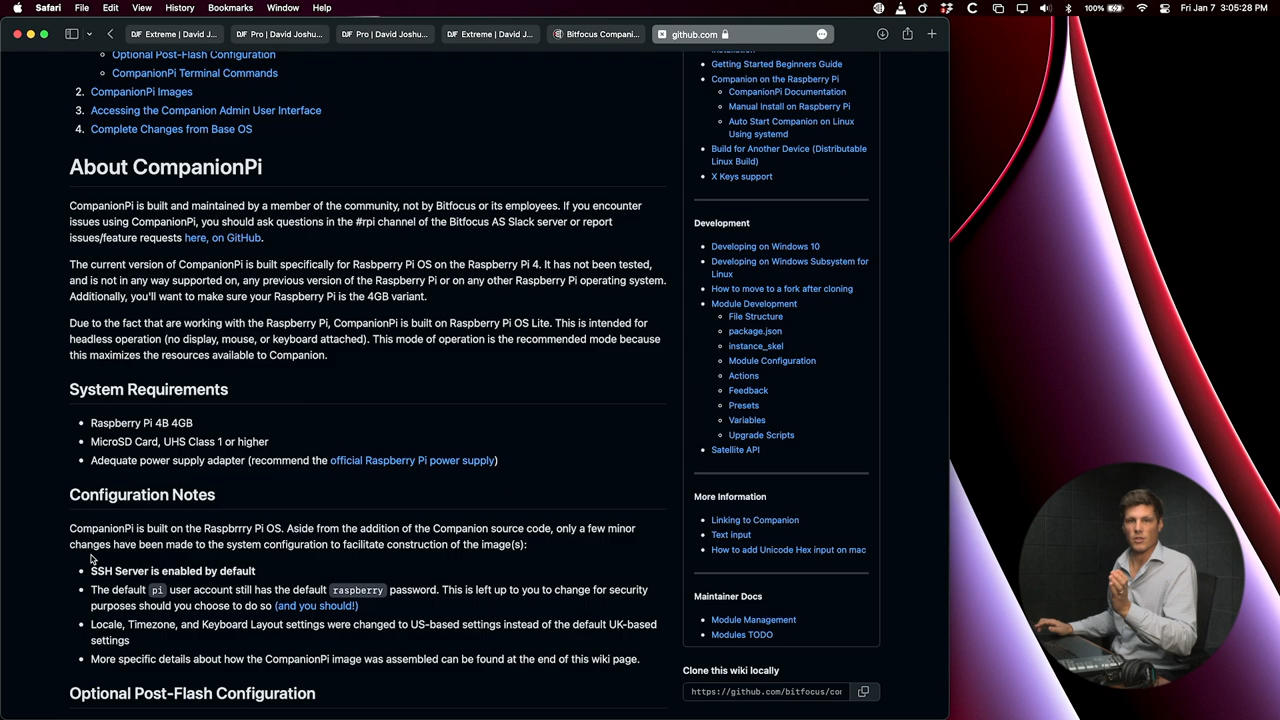 Safari File Edit View History Bookmarks Window Help
100% Fri Jan 7 3:05:28 PM
Extreme | David J...
Pro | David Joshu...
Pro | David Joshu...
Extreme | David J...
Bitfocus Compani...
github.com
Optional Post-Flash Configuration
CompanionPi Terminal Commands
2. CompanionPi Images
3. Accessing the Companion Admin User Interface
4. Complete Changes from Base OS
About CompanionPi
CompanionPi is built and maintained by a member of the community, not by Bitfocus or its employees. If you encounter
issues using CompanionPi, you should ask questions in the #rpi channel of the Bitfocus AS Slack server or report
issues/feature requests here, on GitHub.
The current version of CompanionPi is built specifically for Rasbperry Pi OS on the Raspberry Pi 4. It has not been tested,
and is not in any way supported on, any previous version of the Raspberry Pi or on any other Raspberry Pi operating system.
Additionally, you'll want to make sure your Raspberry Pi is the 4GB variant.
Due to the fact that are working with the Raspberry Pi, CompanionPi is built on Raspberry Pi OS Lite. This is intended for
headless operation (no display, mouse, or keyboard attached). This mode of operation is the recommended mode because
this maximizes the resources available to Companion.
System Requirements
Raspberry Pi 4B 4GB
MicroSD Card, UHS Class 1 or higher
Adequate power supply adapter (recommend the official Raspberry Pi power supply)
Configuration Notes
CompanionPi is built on the Raspbrrry Pi OS. Aside from the addition of the Companion source code, only a few minor
changes have been made to the system configuration to facilitate construction of the image(s):
SSH Server is enabled by default
The default pi user account still has the default raspberry password. This is left up to you to change for security
purposes should you choose to do so (and you should!)
Locale, Timezone, and Keyboard Layout settings were changed to US-based settings instead of the default UK-based
settings
More specific details about how the CompanionPi image was assembled can be found at the end of this wiki page.
Optional Post-Flash Configuration
Installation
Getting Started Beginners Guide
Companion on the Raspberry Pi
CompanionPi Documentation
Manual Install on Raspberry Pi
Auto Start Companion on Linux
Using systemd
Build for Another Device (Distributable
Linux Build)
X Keys support
Development
Developing on Windows 10
Developing on Windows Subsystem for
Linux
How to move to a fork after cloning
Module Development
File Structure
package.json
instance_skel
Module Configuration
Actions
Feedback
Presets
Variables
Upgrade Scripts
Satellite API
More Information
Linking to Companion
Text input
How to add Unicode Hex input on mac
Maintainer Docs
Module Management
Modules TODO
Clone this wiki locally
https://github.com/bitfocus/cor